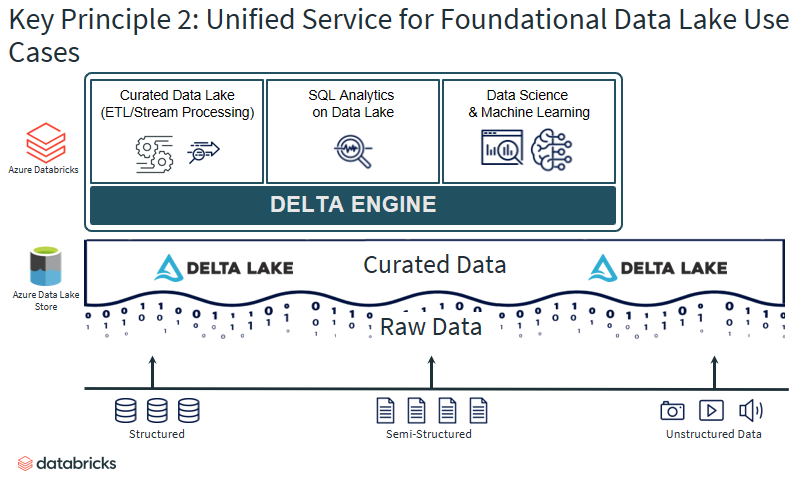 Key Principle 2: Unified Service for Foundational Data Lake Use
Cases
Curated Data Lake
(ETL/Stream Processing)
SQL Analytics
on Data Lake
Data Science
& Machine Learning
Azure Databricks
DELTA ENGINE
DELTA LAKE
Curated Data
DELTA LAKE
Azure Data Lake
Store
Raw Data
Structured
Semi-Structured
Unstructured Data
databricks